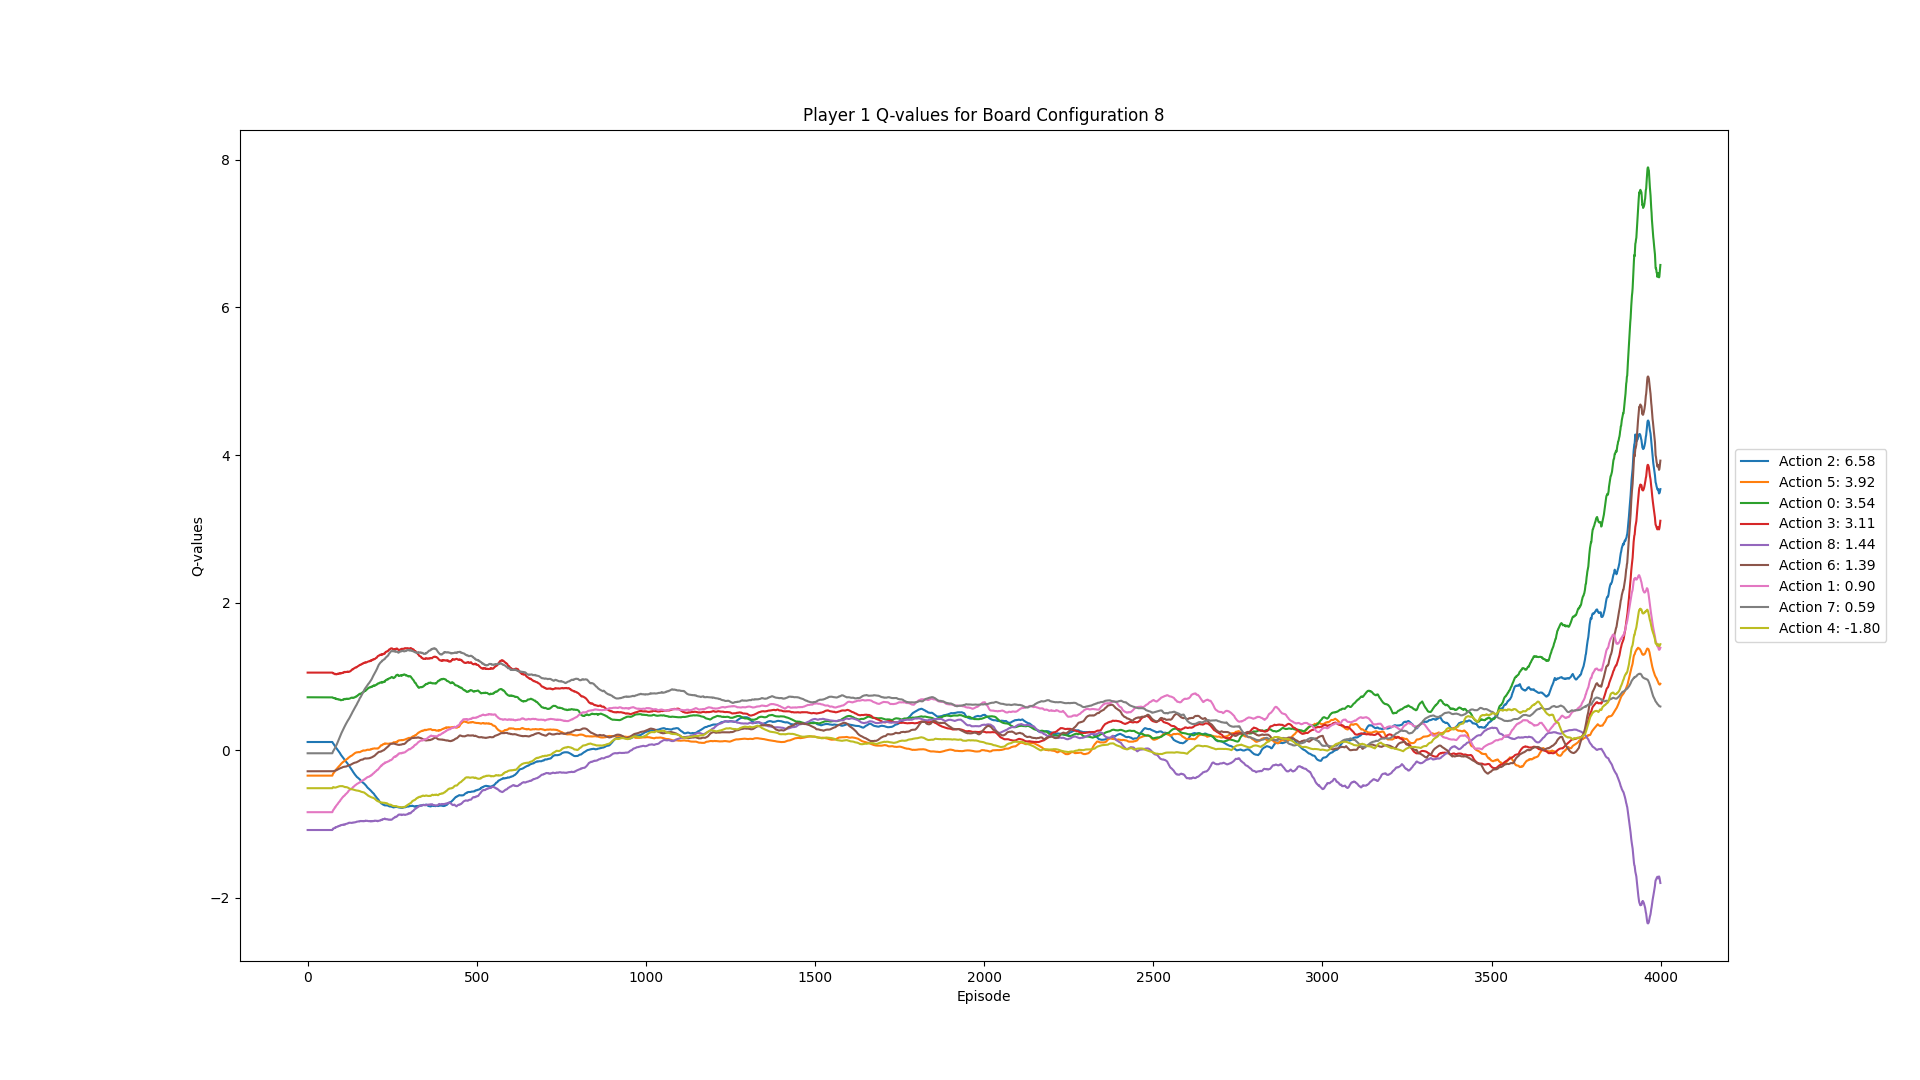 Player 1 Q-values for Board Configuration 8
8
6
4
2
0
−2
Q-values
0 500 1000 1500 2000 2500 3000 3500 4000
Episode
Action 2: 6.58
Action 5: 3.92
Action 0: 3.54
Action 3: 3.11
Action 8: 1.44
Action 6: 1.39
Action 1: 0.90
Action 7: 0.59
Action 4: -1.80